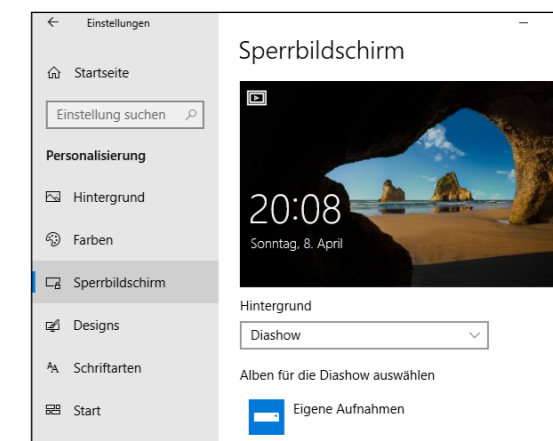 Einstellungen
Startseite
Einstellung suchen
Personalisierung
Hintergrund
Farben
Sperrbildschirm
Designs
Schriftarten
Start
Sperrbildschirm
20:08
Sonntag, 8. April
Hintergrund
Diashow
Alben für die Diashow auswählen
Eigene Aufnahmen